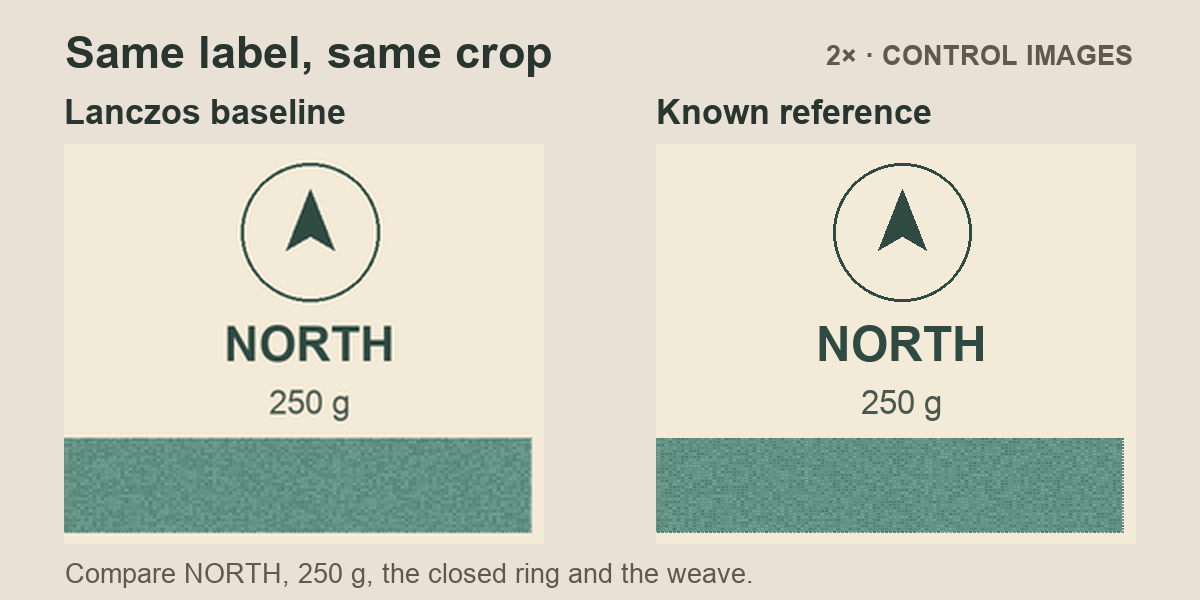 Same label, same crop
2× · CONTROL IMAGES
Lanczos baseline
Known reference
NORTH
250 g
NORTH
250 g
Compare NORTH, 250 g, the closed ring and the weave.